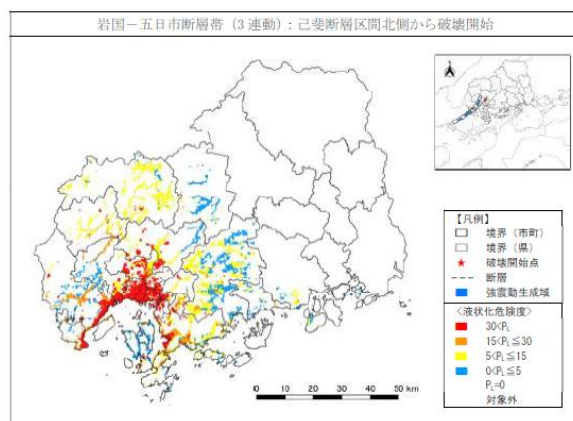 岩国－五日市断層帯（3連動）：己斐断層区間北側から破壊開始
【凡例】
境界（市町）
境界（県）
破壊開始点
断層
強震動生成域
<液状化危険度>
30<PL
15<PL≦30
5<PL≦15
0<PL≦5
PL=0
対象外
0 10 20 30 40 50 km